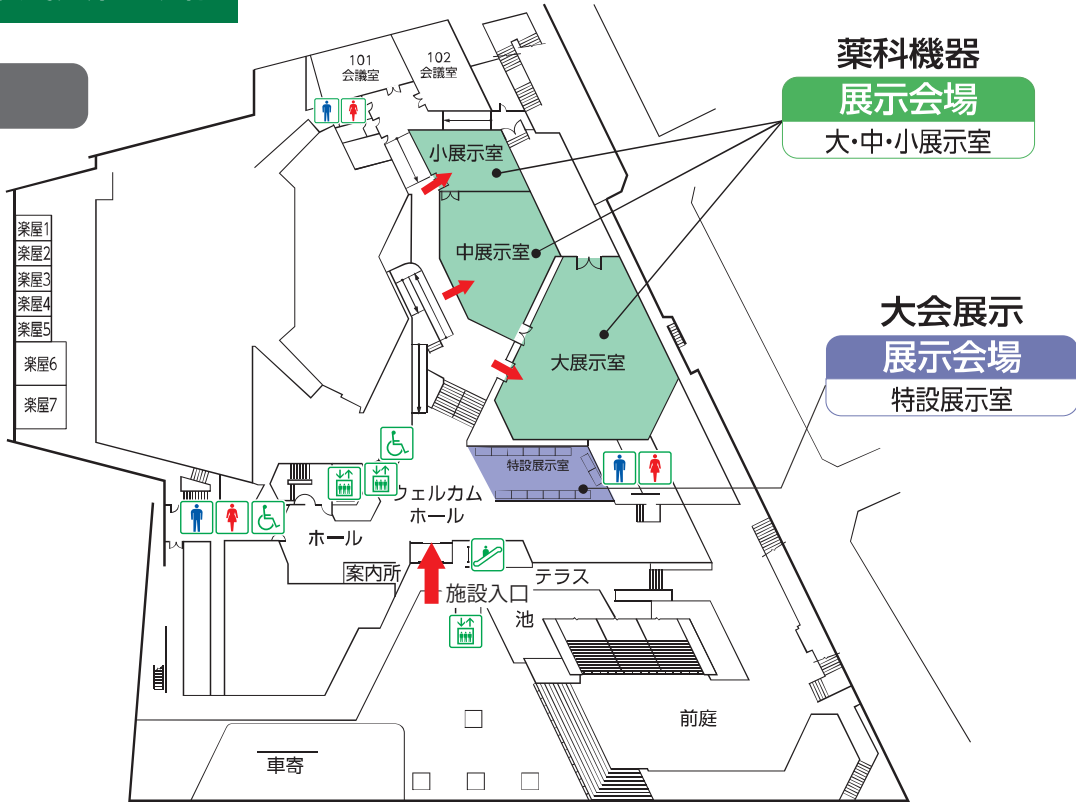 101
会議室
102
会議室
薬科機器
展示会場
大・中・小展示室
小展示室
中展示室
大展示室
楽屋1
楽屋2
楽屋3
楽屋4
楽屋5
楽屋6
楽屋7
大会展示
展示会場
特設展示室
特設展示室
ウェルカム
ホール
ホール
案内所
施設入口
テラス
池
前庭
車寄